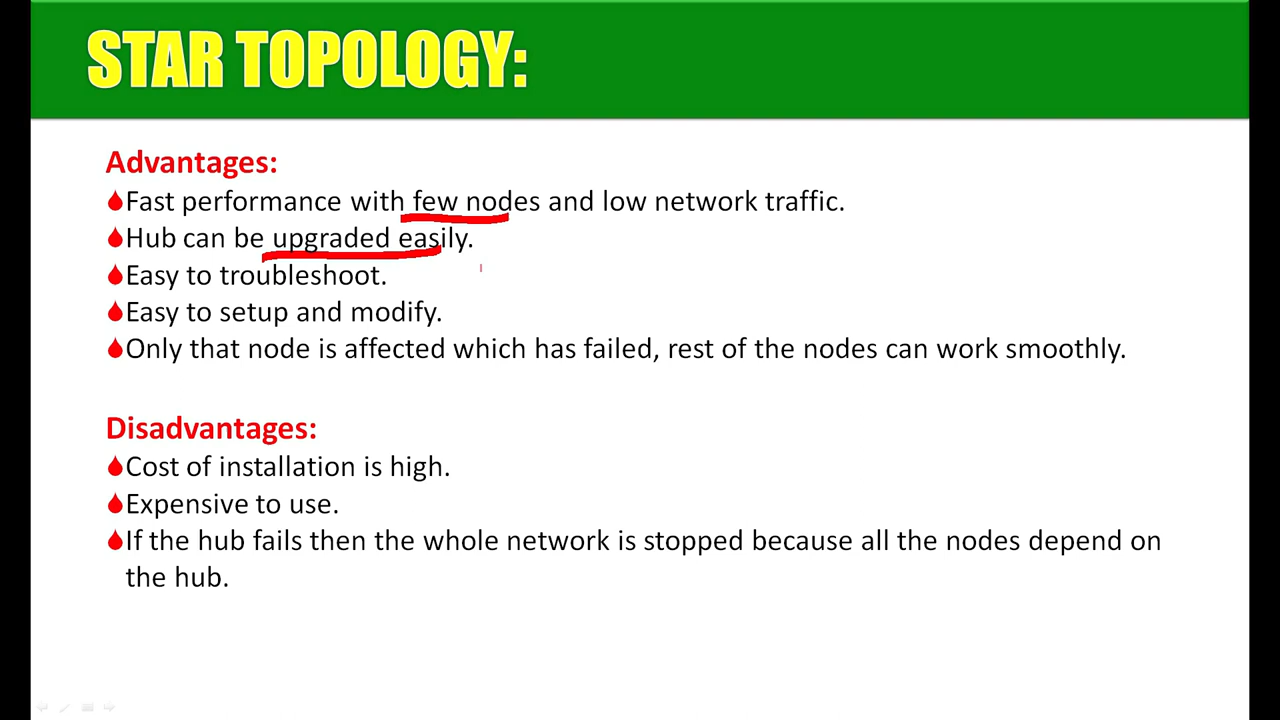 STAR TOPOLOGY:
Advantages:
Fast performance with few nodes and low network traffic.
Hub can be upgraded easily.
Easy to troubleshoot.
Easy to setup and modify.
Only that node is affected which has failed, rest of the nodes can work smoothly.
Disadvantages:
Cost of installation is high.
Expensive to use.
If the hub fails then the whole network is stopped because all the nodes depend on
the hub.